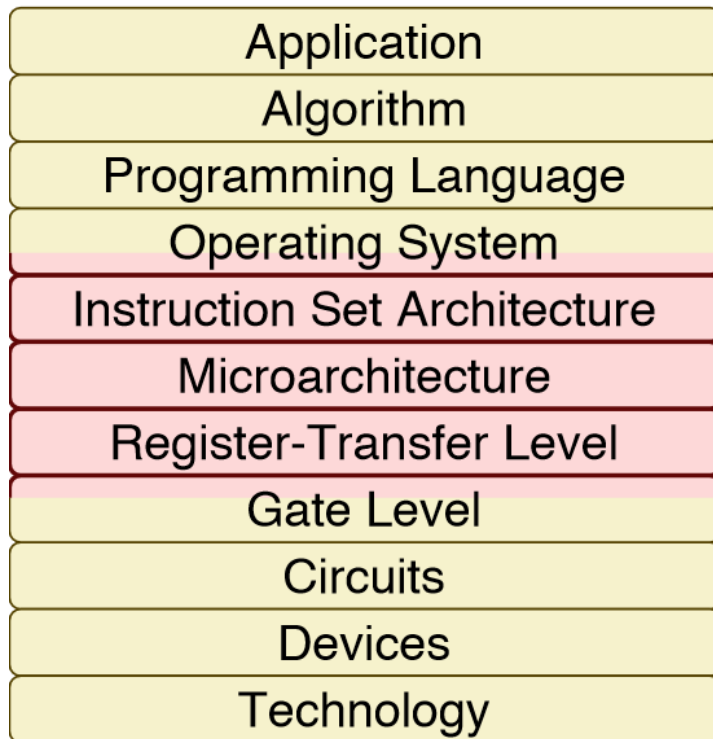 Application
Algorithm
Programming Language
Operating System
Instruction Set Architecture
Microarchitecture
Register-Transfer Level
Gate Level
Circuits
Devices
Technology